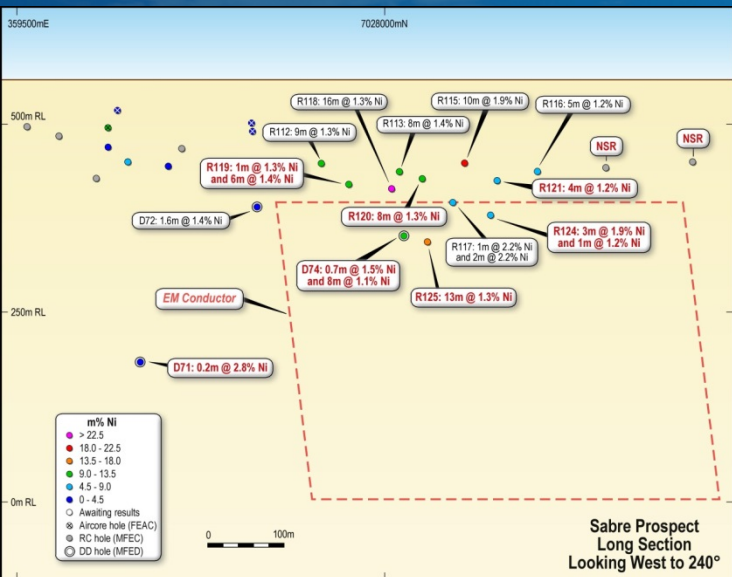 359500mE
7028000mN
500m RL
R118: 16m @ 1.3% Ni
R115: 10m @ 1.9% Ni
R116: 5m @ 1.2% Ni
R112: 9m @ 1.3% Ni
R113: 8m @ 1.4% Ni
NSR
NSR
R119: 1m @ 1.3% Ni
and 6m @ 1.4% Ni
R121: 4m @ 1.2% Ni
D72: 1.6m @ 1.4% Ni
R120: 8m @ 1.3% Ni
R117: 1m @ 2.2% Ni
and 2m @ 2.2% Ni
R124: 3m @ 1.9% Ni
and 1m @ 1.2% Ni
D74: 0.7m @ 1.5% Ni
and 8m @ 1.1% Ni
R125: 13m @ 1.3% Ni
EM Conductor
250m RL
D71: 0.2m @ 2.8% Ni
m% Ni
> 22.5
18.0 - 22.5
13.5 - 18.0
9.0 - 13.5
4.5 - 9.0
0 - 4.5
Awaiting results
Aircore hole (FEAC)
RC hole (MFEC)
DD hole (MFED)
0m RL
0 100m
Sabre Prospect
Long Section
Looking West to 240°